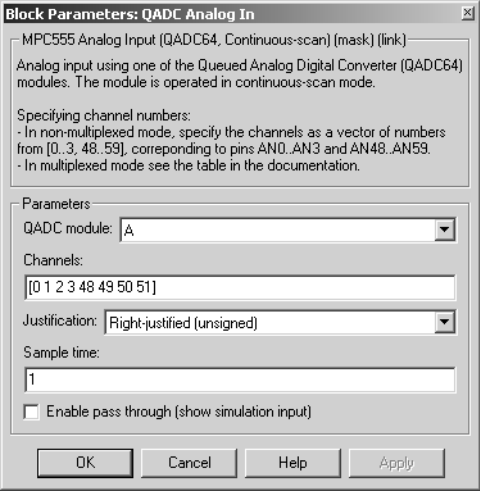 Block Parameters: QADC Analog In
MPC555 Analog Input (QADC64, Continuous-scan) (mask) (link)
Analog input using one of the Queued Analog Digital Converter (QADC64)
modules. The module is operated in continuous-scan mode.
Specifying channel numbers:
- In non-multiplexed mode, specify the channels as a vector of numbers
from [0..3, 48..59], correponding to pins AN0..AN3 and AN48..AN59.
- In multiplexed mode see the table in the documentation.
Parameters
QADC module: A
Channels:
[0 1 2 3 48 49 50 51]
Justification: Right-justified (unsigned)
Sample time:
1
Enable pass through (show simulation input)
OK Cancel Help Apply